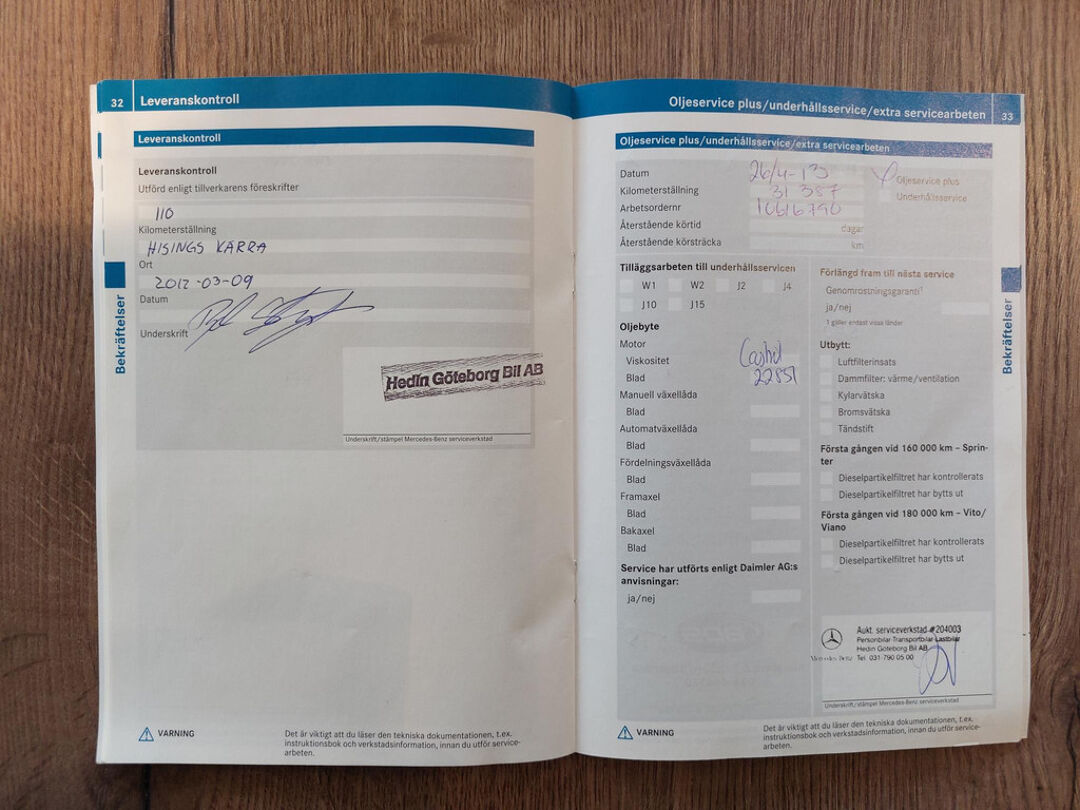 32 Leveranskontroll
Leveranskontroll
Leveranskontroll
Utförd enligt tillverkarens föreskrifter
110
Kilometerställning
HISINGS KÄRRA
Ort
2012-03-09
Datum
Underskrift
Hedin Göteborg Bil AB
Underskrift/stämpel Mercedes-Benz serviceverkstad
Bekräftelser
VARNING
Det är viktigt att du läser den tekniska dokumentationen, t.ex.
instruktionsbok och verkstadsinformation, innan du utför service-
arbeten.
Oljeservice plus/underhållsservice/extra servicearbeten 33
Oljeservice plus/underhållsservice/extra servicearbeten
Datum 26/4-13
Kilometerställning 31 387
Arbetsordernr 10616790
Återstående körtid dagar
Återstående körsträcka km
Oljeservice plus
Underhållsservice
Tilläggsarbeten till underhållsservicen
W1 W2 J2 J4
J10 J15
Oljebyte
Motor
Viskositet
Blad 22851
Manuell växellåda
Blad
Automatväxellåda
Blad
Fördelningsväxellåda
Blad
Framaxel
Blad
Bakaxel
Blad
Service har utförts enligt Daimler AG:s
anvisningar:
ja/nej
Förlängd fram till nästa service
Genomrostningsgaranti¹
ja/nej
1 gäller endast vissa länder
Utbytt:
Luftfilterinsats
Dammfilter: värme/ventilation
Kylarvätska
Bromsvätska
Tändstift
Första gången vid 160 000 km – Sprin-
ter
Dieselpartikelfiltret har kontrollerats
Dieselpartikelfiltret har bytts ut
Första gången vid 180 000 km – Vito/
Viano
Dieselpartikelfiltret har kontrollerats
Dieselpartikelfiltret har bytts ut
Aukt. serviceverkstad #204003
Personbilar Transportbilar Lastbilar
Hedin Göteborg Bil AB
Mercedes-Benz Tel 031-790 05 00
Underskrift/stämpel Mercedes-Benz serviceverkstad
Bekräftelser
VARNING
Det är viktigt att du läser den tekniska dokumentationen, t.ex.
instruktionsbok och verkstadsinformation, innan du utför service-
arbeten.